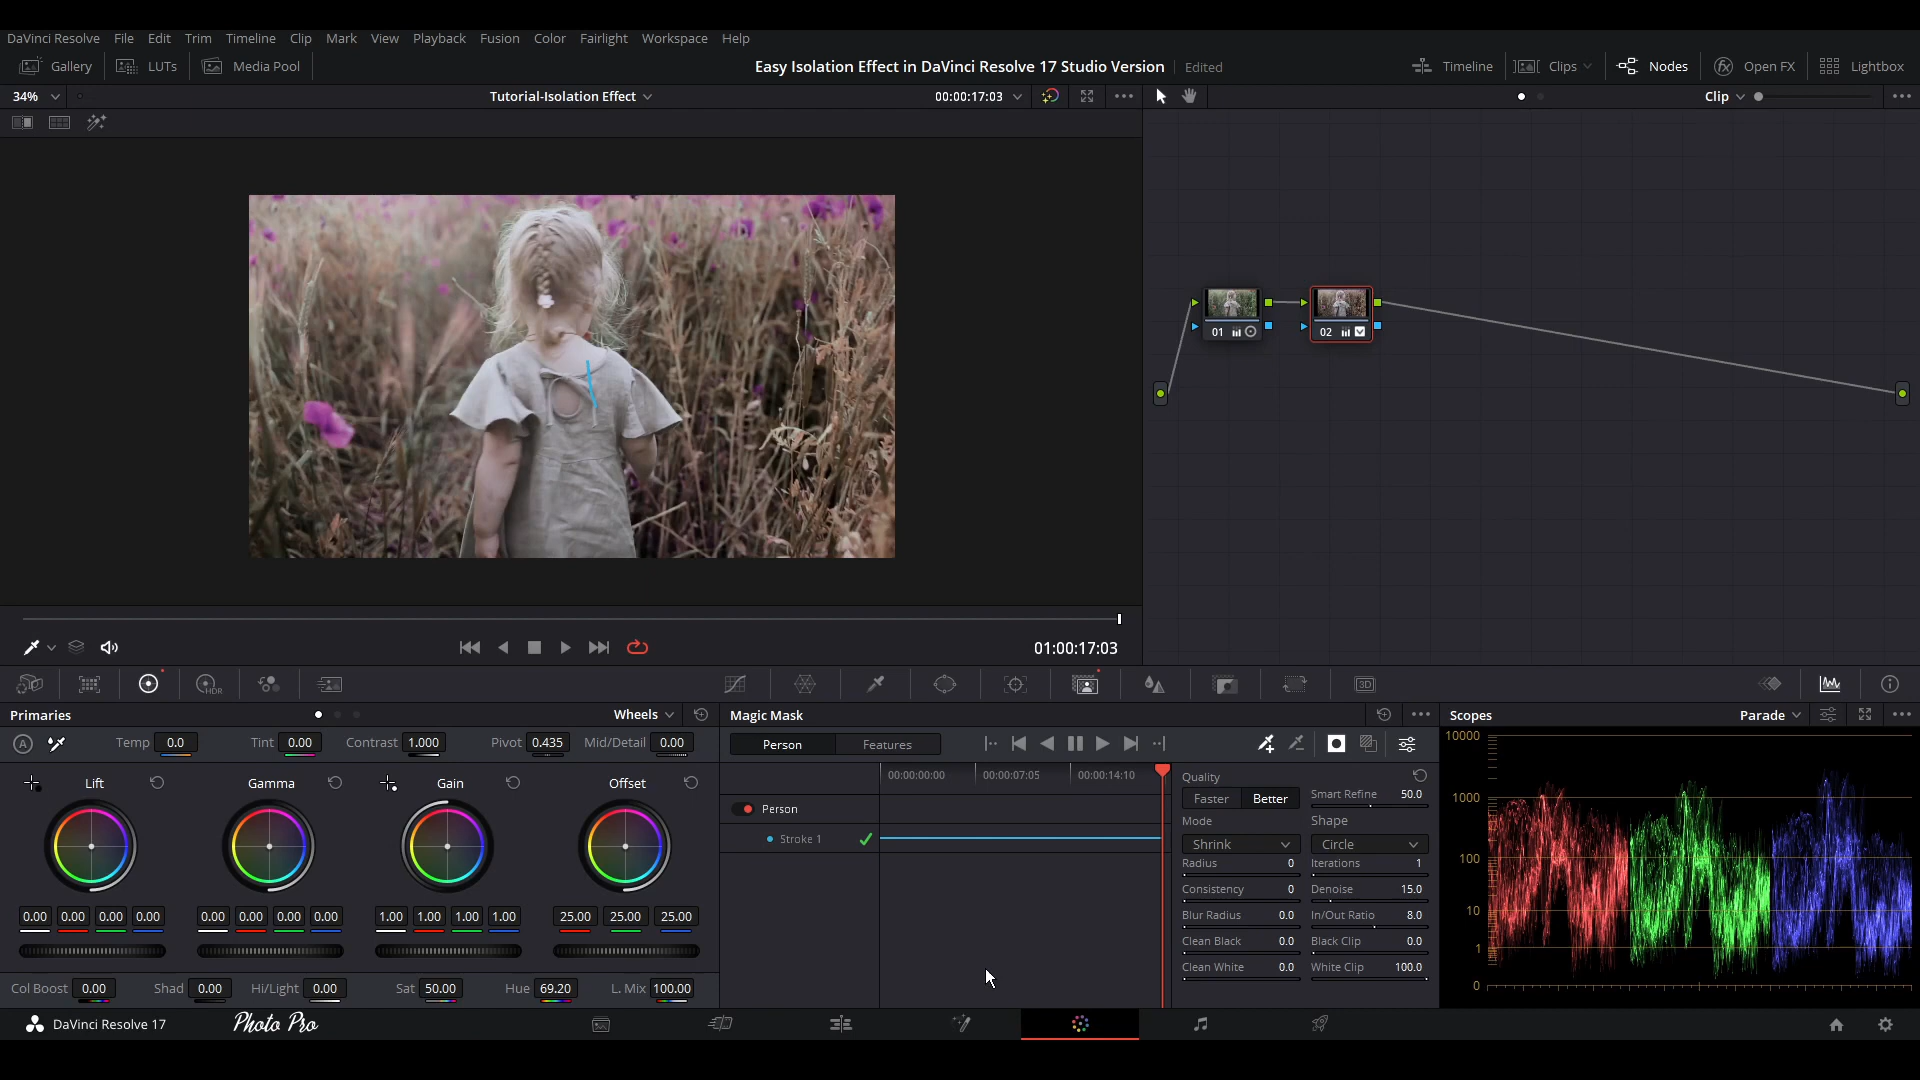 DaVinci Resolve File Edit Trim Timeline Clip Mark View Playback Fusion Color Fairlight Workspace Help
Gallery LUTs Media Pool Easy Isolation Effect in DaVinci Resolve 17 Studio Version Edited Timeline Clips Nodes Open FX Lightbox
34% Tutorial-Isolation Effect 00:00:17:03 Clip
01 02
01:00:17:03
HDR 3D
Primaries Wheels Magic Mask Scopes Parade
A Temp 0.0 Tint 0.00 Contrast 1.000 Pivot 0.435 Mid/Detail 0.00
Person Features
Lift Gamma Gain Offset
0.00 0.00 0.00 0.00 0.00 0.00 0.00 0.00 1.00 1.00 1.00 1.00 25.00 25.00 25.00
Col Boost 0.00 Shad 0.00 Hi/Light 0.00 Sat 50.00 Hue 69.20 L. Mix 100.00
00:00:00:00 00:00:07:05 00:00:14:10
Person
Stroke 1
Quality
Faster Better Smart Refine 50.0
Mode Shape
Shrink Circle
Radius 0 Iterations 1
Consistency 0 Denoise 15.0
Blur Radius 0.0 In/Out Ratio 8.0
Clean Black 0.0 Black Clip 0.0
Clean White 0.0 White Clip 100.0
10000
1000
100
10
1
0
DaVinci Resolve 17 Photo Pro